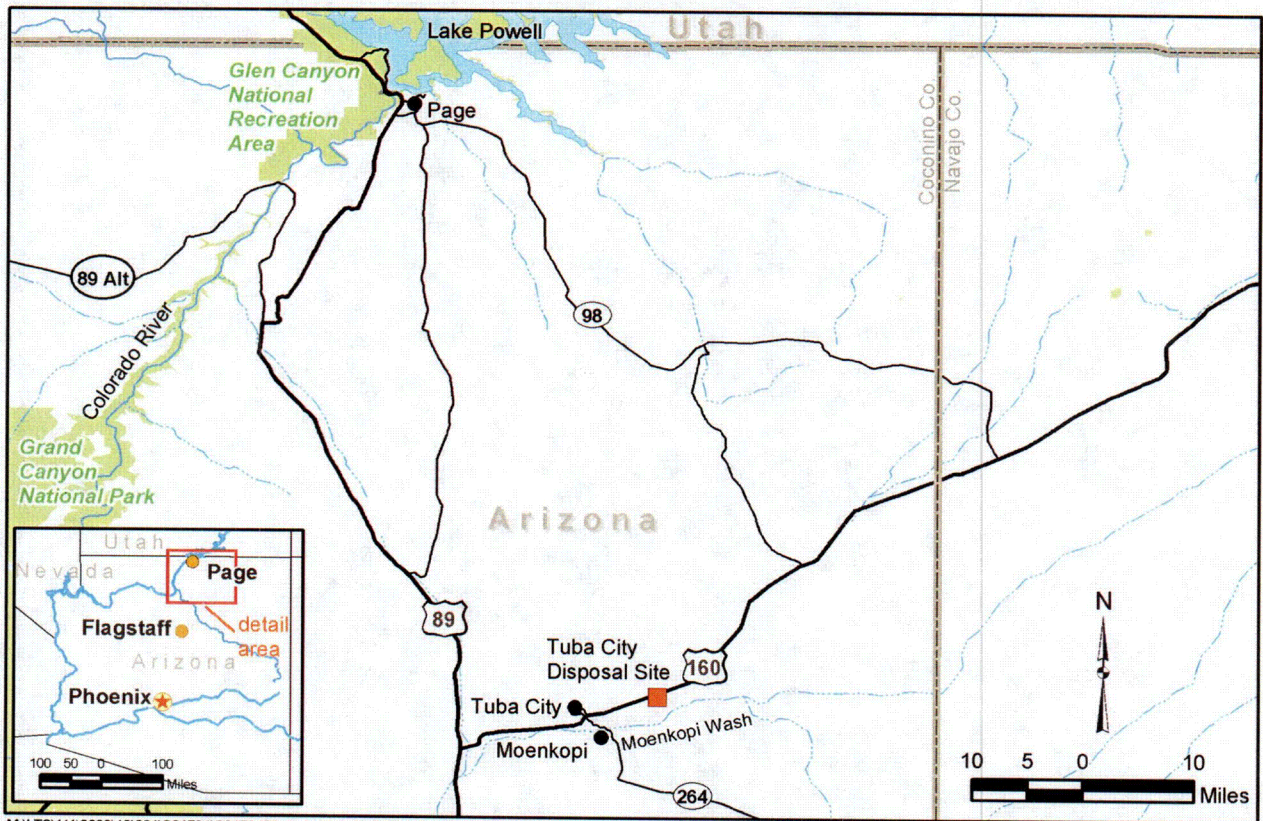 Utah
Lake Powell
Glen Canyon
National
Recreation
Area
Page
Coconino Co.
Navajo Co.
89 Alt
Colorado River
98
Grand
Canyon
National Park
Arizona
89
Tuba City
Disposal Site
160
Tuba City
Moenkopi
Moenkopi Wash
264
N
10 5 0 10
Miles
Utah
Nevada
Page
Flagstaff
detail
area
Arizona
Phoenix
100 50 0 100
Miles